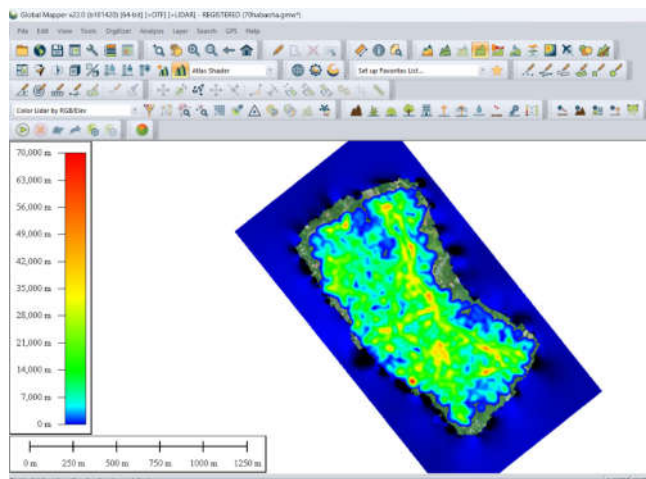 Global Mapper v23.0 (b101420) [64-bit] [+OTF] [+LIDAR] - REGISTERED (70habaorta.gmw*)
File Edit View Tools Digitizer Analysis Layer Search GPS Help
Atlas Shader
Set up Favorites List...
Color Lidar by RGB/Elev
70,000 m
63,000 m
56,000 m
49,000 m
42,000 m
35,000 m
28,000 m
21,000 m
14,000 m
7,000 m
0 m
0 m 250 m 500 m 750 m 1000 m 1250 m